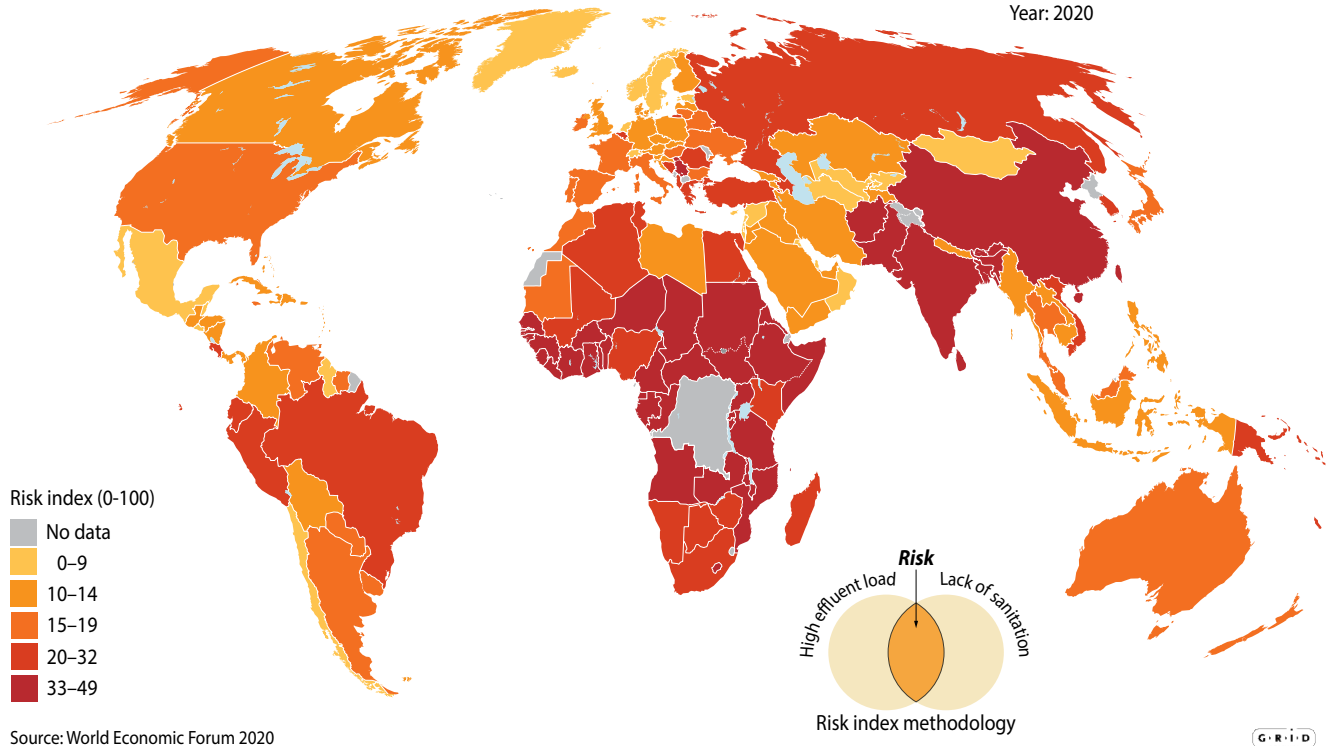 Year: 2020
Risk index (0-100)
No data
0–9
10–14
15–19
20–32
33–49
Risk
High effluent load
Lack of sanitation
Risk index methodology
Source: World Economic Forum 2020
G·R·I·D